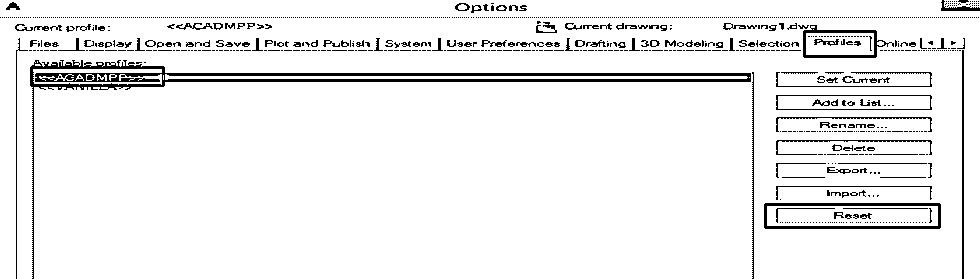 Options
Current profile: <<ACADMPP>> Current drawing: Drawing1.dwg
Files Display Open and Save Plot and Publish System User Preferences Drafting 3D Modeling Selection Profiles Online
Available profiles:
<<ACADMPP>>
<<VANILLA>>
Set Current
Add to List...
Rename...
Delete
Export...
Import...
Reset